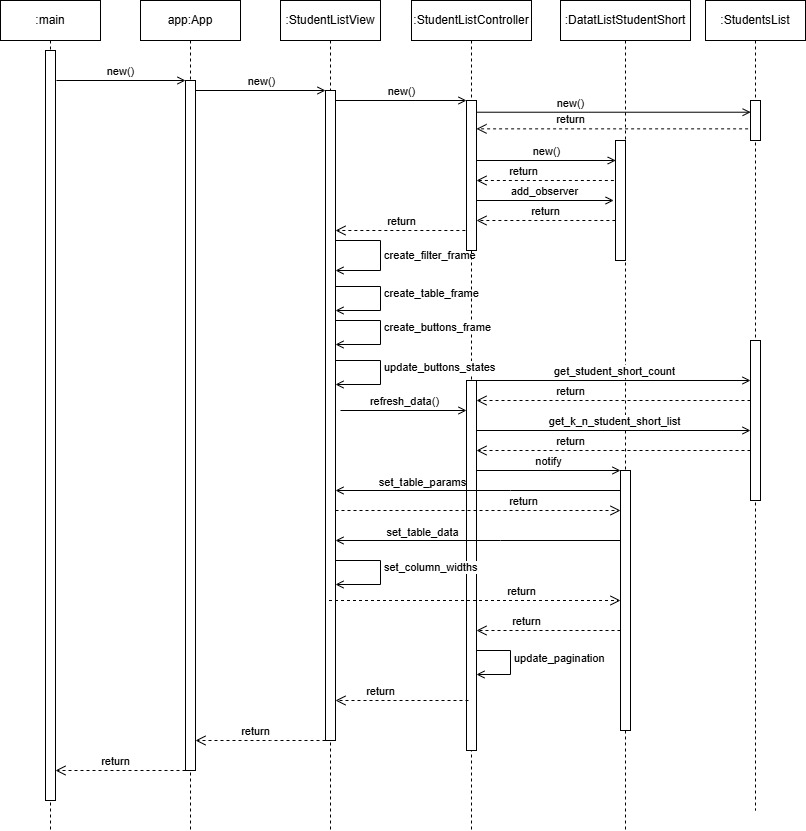 :main
app:App
:StudentListView
:StudentListController
:DatatListStudentShort
:StudentsList
new()
new()
new()
new()
return
new()
return
add_observer
return
return
create_filter_frame
create_table_frame
create_buttons_frame
update_buttons_states
get_student_short_count
return
refresh_data()
get_k_n_student_short_list
return
notify
set_table_params
return
set_table_data
set_column_widths
return
return
update_pagination
return
return
return